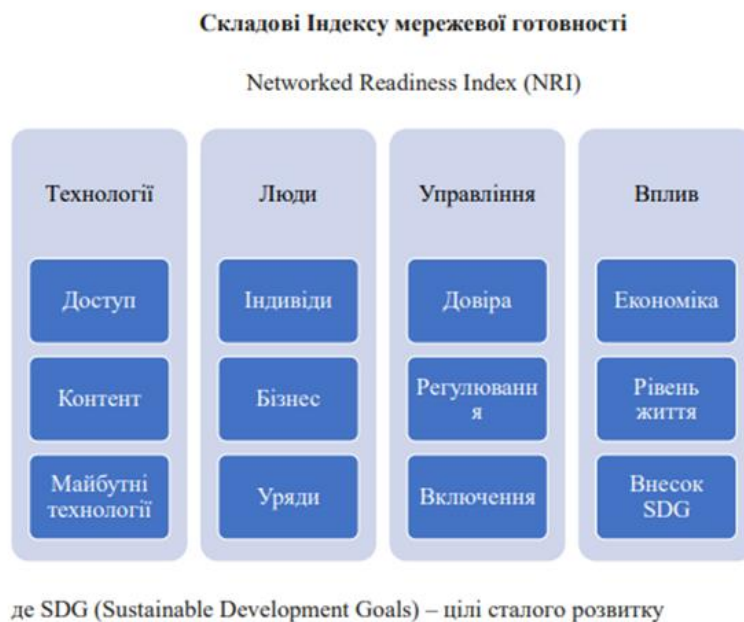 Складові Індексу мережевої готовності
Networked Readiness Index (NRI)
Технології
Доступ
Контент
Майбутні
технології
Люди
Індивіди
Бізнес
Уряди
Управління
Довіра
Регулюванн
я
Включення
Вплив
Економіка
Рівень
життя
Внесок
SDG
де SDG (Sustainable Development Goals) – цілі сталого розвитку